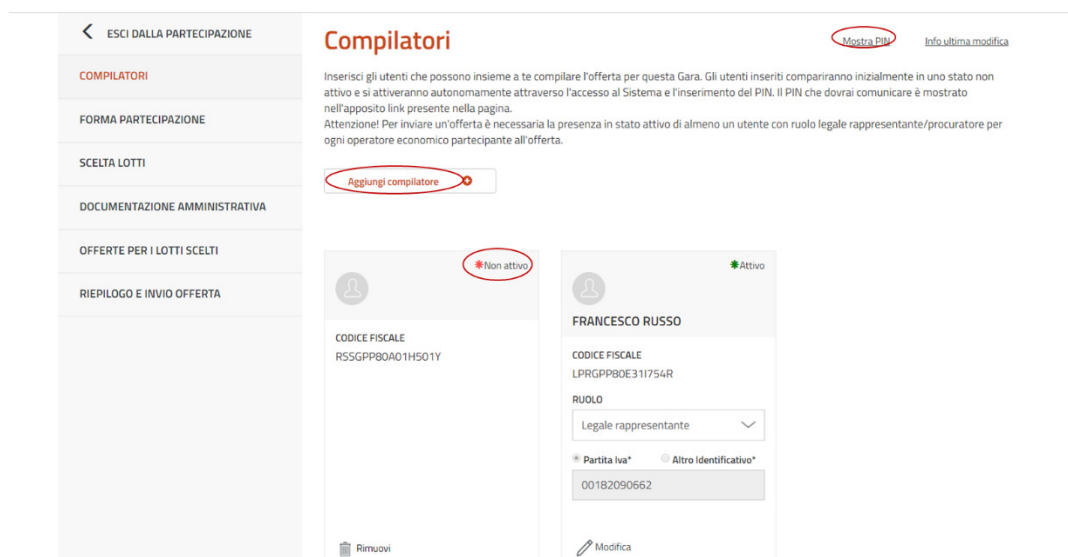 ESCI DALLA PARTECIPAZIONE
COMPILATORI
FORMA PARTECIPAZIONE
SCELTA LOTTI
DOCUMENTAZIONE AMMINISTRATIVA
OFFERTE PER I LOTTI SCELTI
RIEPILOGO E INVIO OFFERTA
Compilatori
Mostra PIN
Info ultima modifica
Inserisci gli utenti che possono insieme a te compilare l'offerta per questa Gara. Gli utenti inseriti compariranno inizialmente in uno stato non
attivo e si attiveranno autonomamente attraverso l'accesso al Sistema e l'inserimento del PIN. Il PIN che dovrai comunicare è mostrato
nell'apposito link presente nella pagina.
Attenzione! Per inviare un'offerta è necessaria la presenza in stato attivo di almeno un utente con ruolo legale rappresentante/procuratore per
ogni operatore economico partecipante all'offerta.
Aggiungi compilatore
Non attivo
CODICE FISCALE
RSSGPP80A01H501Y
Rimuovi
Attivo
FRANCESCO RUSSO
CODICE FISCALE
LPRGPP80E31I754R
RUOLO
Legale rappresentante
Partita Iva* Altro Identificativo*
00182090662
Modifica